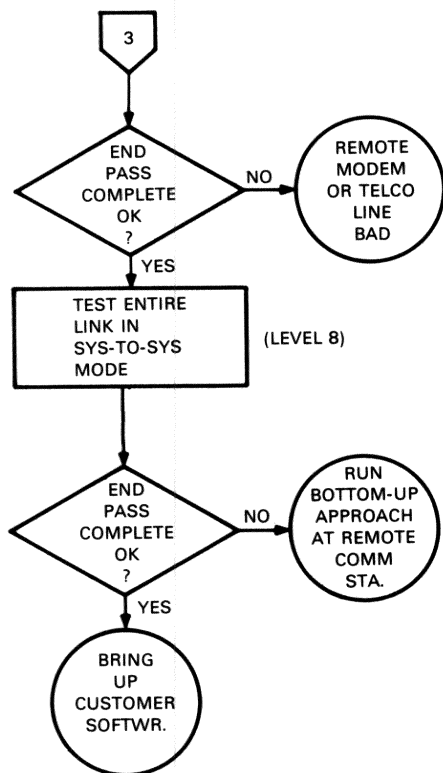 3
END
PASS
COMPLETE
OK
?
NO
REMOTE
MODEM
OR TELCO
LINE
BAD
YES
TEST ENTIRE
LINK IN
SYS-TO-SYS
MODE
(LEVEL 8)
END
PASS
COMPLETE
OK
?
NO
RUN
BOTTOM-UP
APPROACH
AT REMOTE
COMM
STA.
YES
BRING
UP
CUSTOMER
SOFTWR.